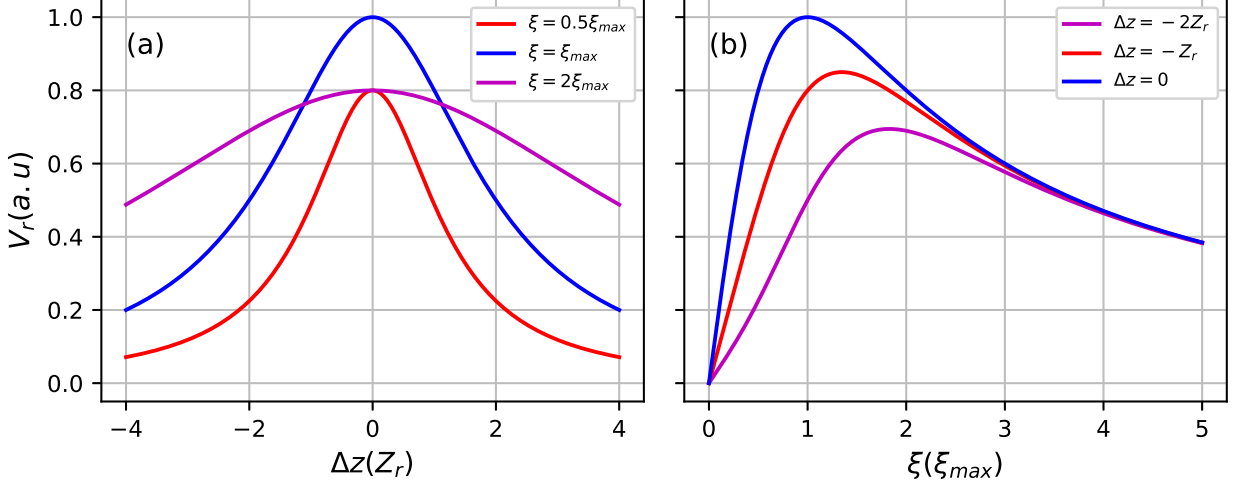 (a)
ξ = 0.5ξmax
ξ = ξmax
ξ = 2ξmax
1.0
0.8
0.6
0.4
0.2
0.0
Vr(a.u)
−4
−2
0
2
4
Δz(Zr)
(b)
Δz = −2Zr
Δz = −Zr
Δz = 0
0
1
2
3
4
5
ξ(ξmax)